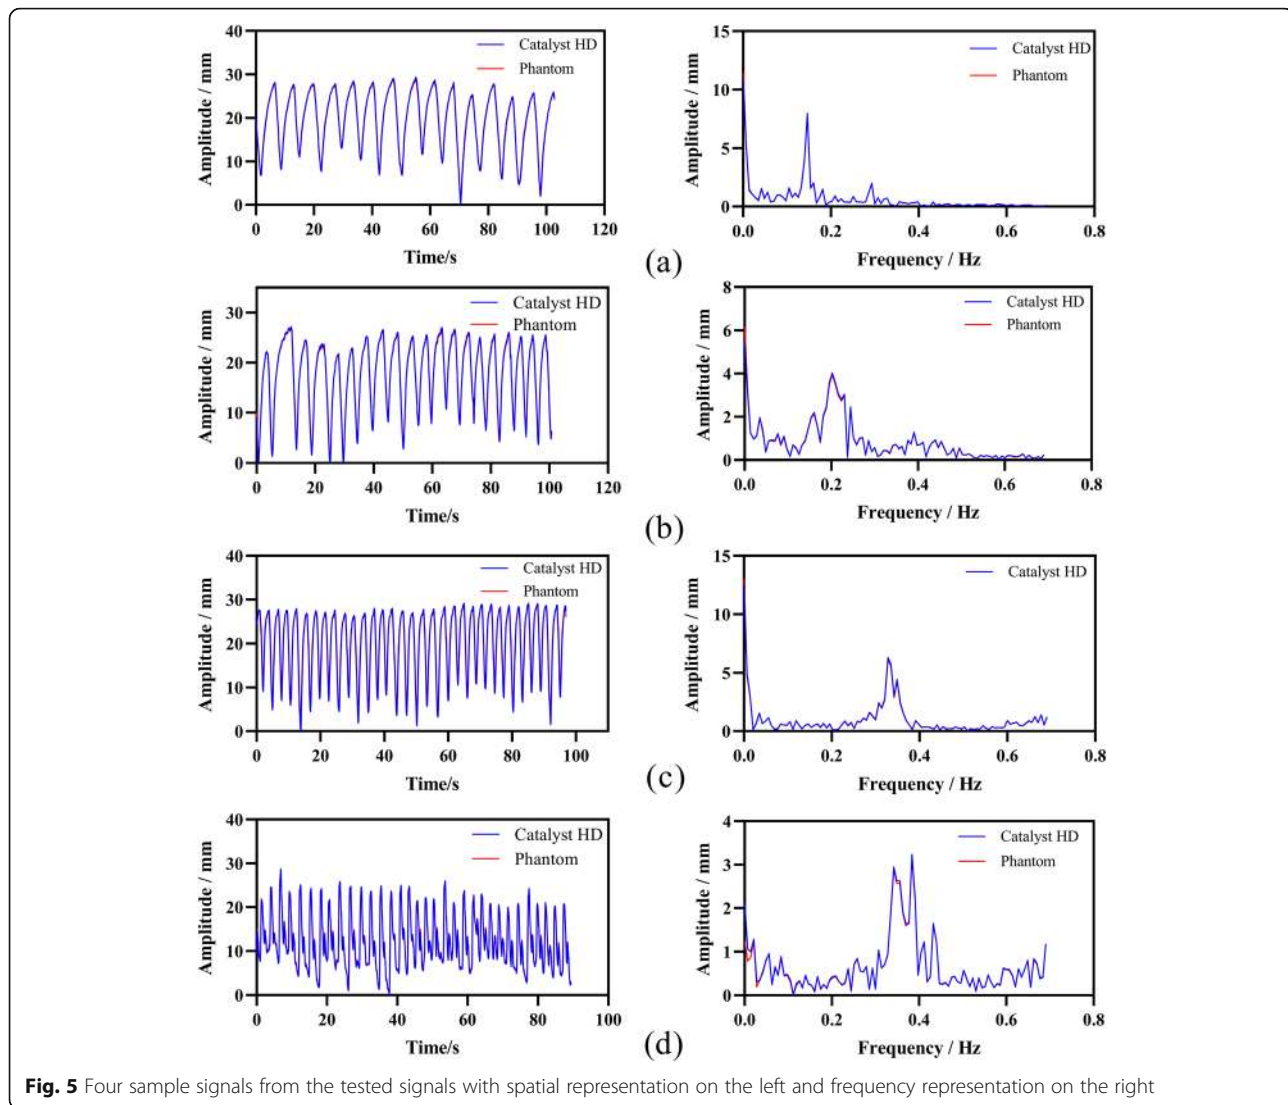 40
30
20
10
0
Amplitude / mm
Catalyst HD
Phantom
0 20 40 60 80 100 120
Time/s
15
10
5
0
Amplitude / mm
Catalyst HD
Phantom
0.0 0.2 0.4 0.6 0.8
Frequency / Hz
(a)
30
20
10
0
Amplitude / mm
Catalyst HD
Phantom
0 20 40 60 80 100 120
Time/s
8
6
4
2
0
Amplitude / mm
Catalyst HD
Phantom
0.0 0.2 0.4 0.6 0.8
Frequency / Hz
(b)
40
30
20
10
0
Amplitude / mm
Catalyst HD
Phantom
0 20 40 60 80 100
Time/s
15
10
5
0
Amplitude / mm
Catalyst HD
0.0 0.2 0.4 0.6 0.8
Frequency / Hz
(c)
40
30
20
10
0
Amplitude / mm
Catalyst HD
Phantom
0 20 40 60 80 100
Time/s
4
3
2
1
0
Amplitude / mm
Catalyst HD
Phantom
0.0 0.2 0.4 0.6 0.8
Frequency / Hz
(d)
Fig. 5 Four sample signals from the tested signals with spatial representation on the left and frequency representation on the right